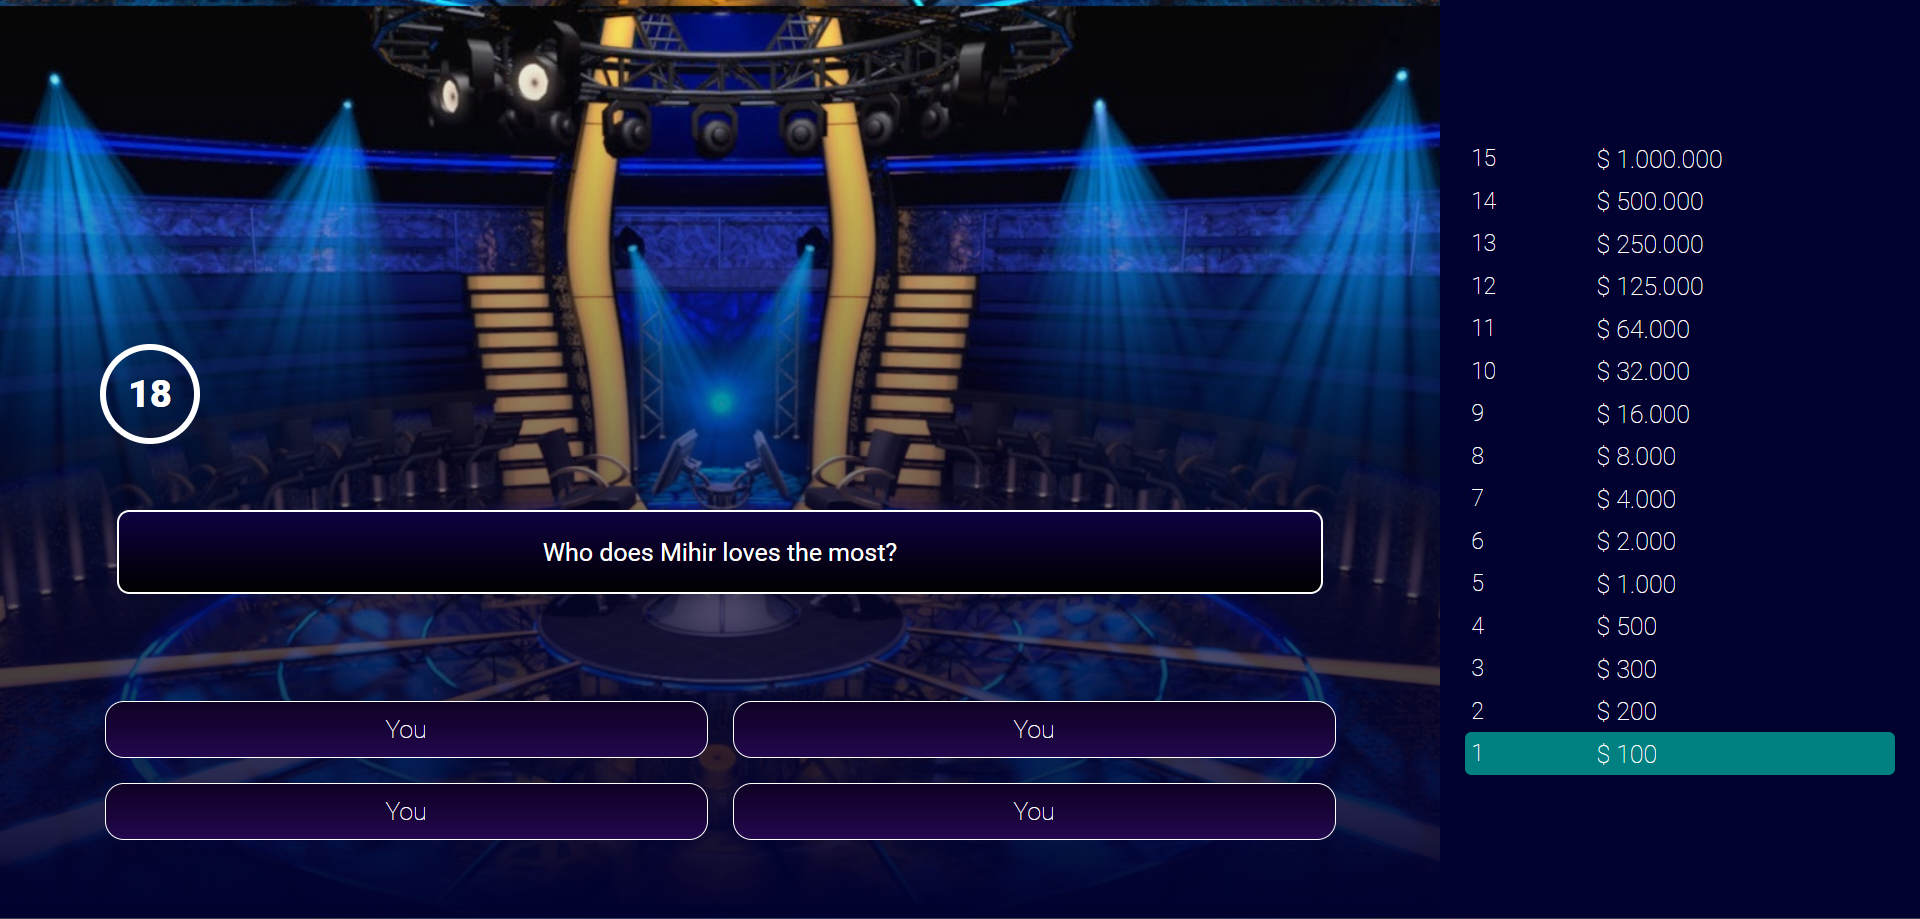 18
Who does Mihir loves the most?
You
You
You
You
15 $ 1.000.000
14 $ 500.000
13 $ 250.000
12 $ 125.000
11 $ 64.000
10 $ 32.000
9 $ 16.000
8 $ 8.000
7 $ 4.000
6 $ 2.000
5 $ 1.000
4 $ 500
3 $ 300
2 $ 200
1 $ 100